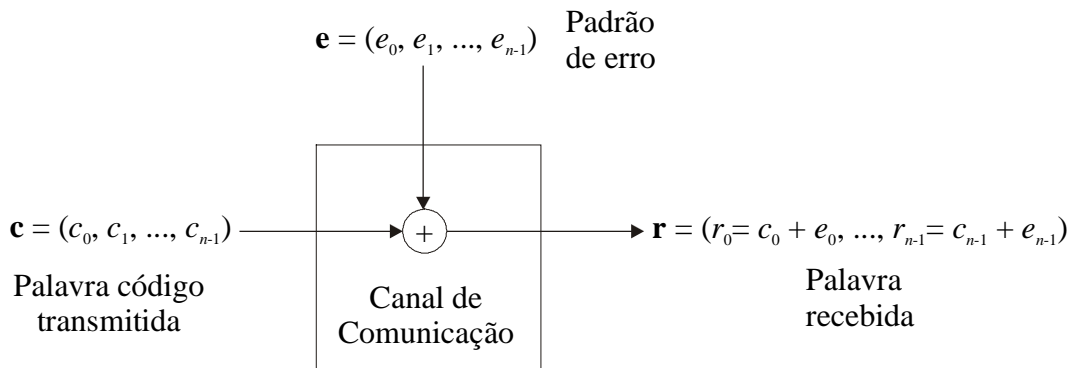 e = (e₀, e₁, ..., eₙ₋₁)
Padrão
de erro
c = (c₀, c₁, ..., cₙ₋₁)
+
r = (r₀= c₀ + e₀, ..., rₙ₋₁= cₙ₋₁ + eₙ₋₁)
Palavra código
transmitida
Canal de
Comunicação
Palavra
recebida